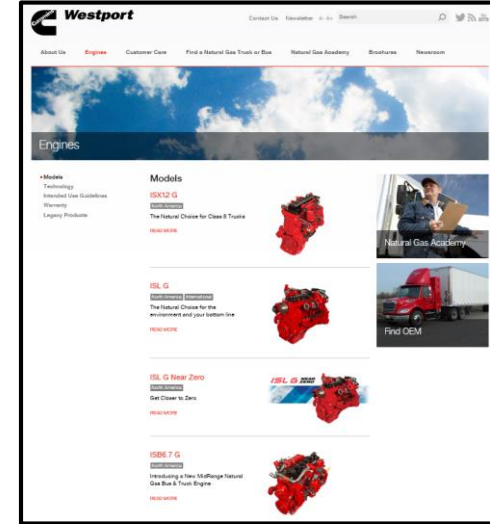 Westport
Contact Us Newsletter A- A+ Search
About Us Engines Customer Care Find a Natural Gas Truck or Bus Natural Gas Academy Brochures Newsroom
Engines
Models
Technology
Intended Use Guidelines
Warranty
Legacy Products
Models
ISX12 G
North America
The Natural Choice for Class 8 Trucks
READ MORE
ISL G
North America International
The Natural Choice for the
environment and your bottom line
READ MORE
ISL G Near Zero
North America
Get Closer to Zero
READ MORE
ISL G NEAR
ZERO
ISB6.7 G
North America
Introducing a New MidRange Natural
Gas Bus & Truck Engine
READ MORE
Natural Gas Academy
Find OEM